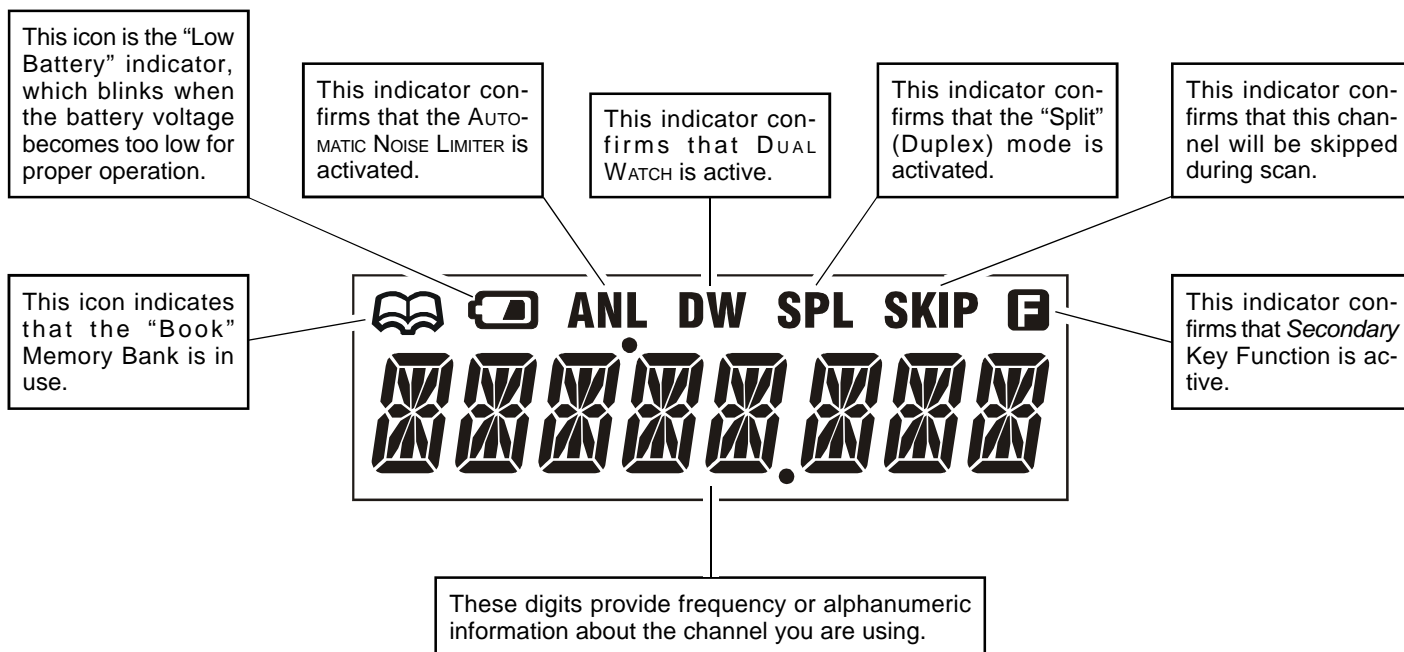 This icon is the “Low
Battery” indicator,
which blinks when
the battery voltage
becomes too low for
proper operation.
This indicator con-
firms that the AUTO-
MATIC NOISE LIMITER is
activated.
This indicator con-
firms that DUAL
WATCH is active.
This indicator con-
firms that the “Split”
(Duplex) mode is
activated.
This indicator con-
firms that this chan-
nel will be skipped
during scan.
This icon indicates
that the “Book”
Memory Bank is in
use.
ANL DW SPL SKIP F
This indicator con-
firms that Secondary
Key Function is ac-
tive.
These digits provide frequency or alphanumeric
information about the channel you are using.